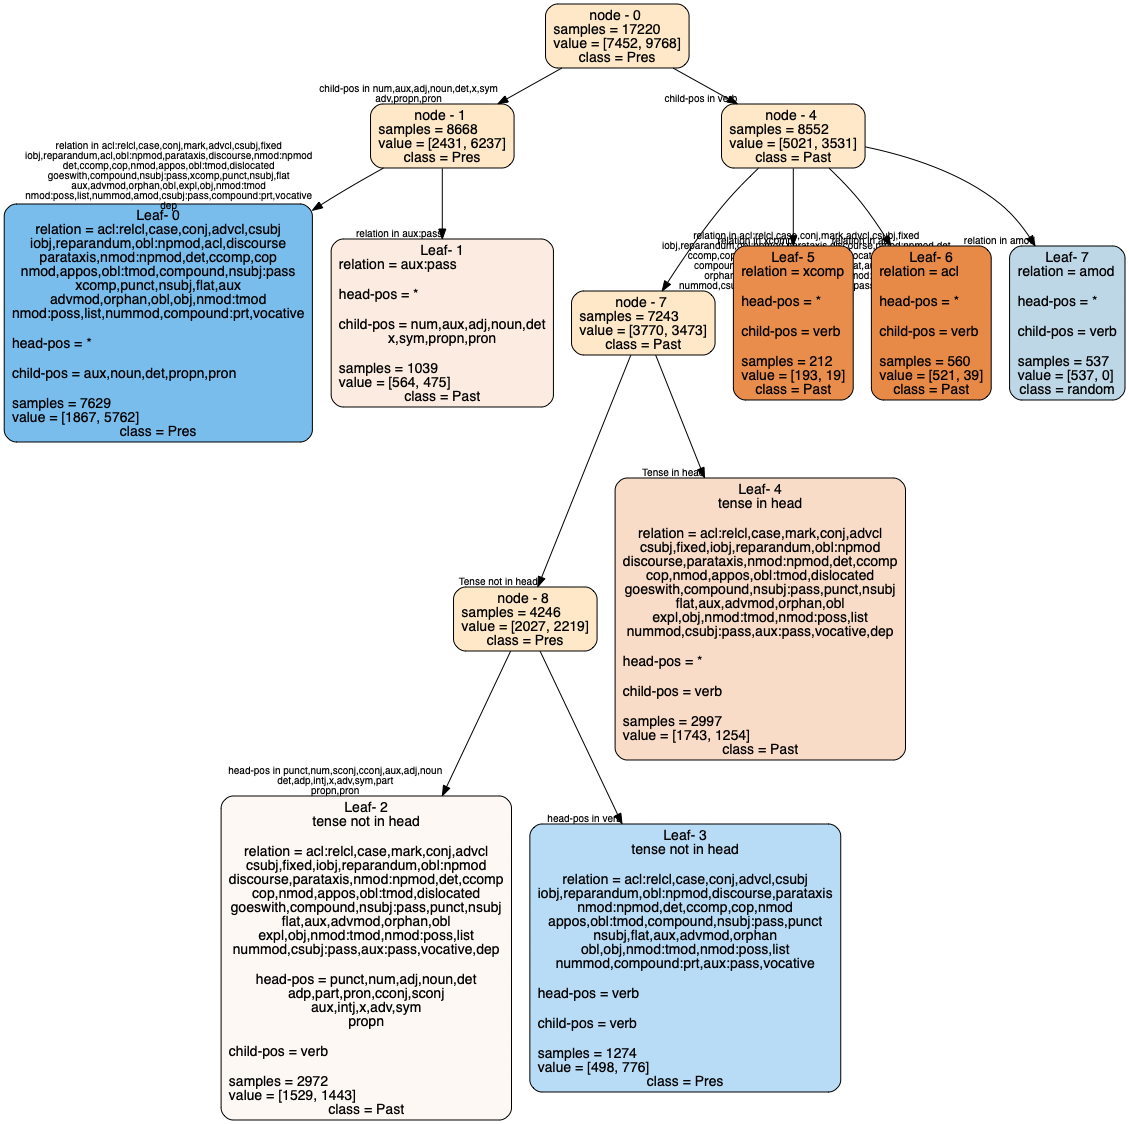 node - 0
samples = 17220
value = [7452, 9768]
class = Pres
child-pos in num,aux,adj,noun,det,x,sym
adv,propn,pron
child-pos in verb
node - 1
samples = 8668
value = [2431, 6237]
class = Pres
node - 4
samples = 8552
value = [5021, 3531]
class = Past
relation in acl:relcl,case,conj,mark,advcl,csubj,fixed
iobj,reparandum,acl,obl:npmod,parataxis,discourse,nmod:npmod
det,ccomp,cop,nmod,appos,obl:tmod,dislocated
goeswith,compound,nsubj:pass,xcomp,punct,nsubj,flat
aux,advmod,orphan,obl,expl,obj,nmod:tmod
nmod:poss,list,nummod,amod,csubj:pass,compound:prt,vocative
dep
Leaf- 0
relation = acl:relcl,case,conj,advcl,csubj
iobj,reparandum,obl:npmod,acl,discourse
parataxis,nmod:npmod,det,ccomp,cop
nmod,appos,obl:tmod,compound,nsubj:pass
xcomp,punct,nsubj,flat,aux
advmod,orphan,obl,obj,nmod:tmod
nmod:poss,list,nummod,compound:prt,vocative
head-pos = *
child-pos = aux,noun,det,propn,pron
samples = 7629
value = [1867, 5762]
class = Pres
relation in aux:pass
Leaf- 1
relation = aux:pass
head-pos = *
child-pos = num,aux,adj,noun,det
x,sym,propn,pron
samples = 1039
value = [564, 475]
class = Past
relation in acl:relcl,case,conj,mark,advcl,csubj,fixed
relation in xcomp
relation in amod
node - 7
samples = 7243
value = [3770, 3473]
class = Past
Leaf- 5
relation = xcomp
head-pos = *
child-pos = verb
samples = 212
value = [193, 19]
class = Past
Leaf- 6
relation = acl
head-pos = *
child-pos = verb
samples = 560
value = [521, 39]
class = Past
Leaf- 7
relation = amod
head-pos = *
child-pos = verb
samples = 537
value = [537, 0]
class = random
Tense in head
Leaf- 4
tense in head
relation = acl:relcl,case,mark,conj,advcl
csubj,fixed,iobj,reparandum,obl:npmod
discourse,parataxis,nmod:npmod,det,ccomp
cop,nmod,appos,obl:tmod,dislocated
goeswith,compound,nsubj:pass,punct,nsubj
flat,aux,advmod,orphan,obl
expl,obj,nmod:tmod,nmod:poss,list
nummod,csubj:pass,aux:pass,vocative,dep
head-pos = *
child-pos = verb
samples = 2997
value = [1743, 1254]
class = Past
Tense not in head
node - 8
samples = 4246
value = [2027, 2219]
class = Pres
head-pos in punct,num,sconj,cconj,aux,adj,noun
det,adp,intj,x,adv,sym,part
propn,pron
Leaf- 2
tense not in head
relation = acl:relcl,case,mark,conj,advcl
csubj,fixed,iobj,reparandum,obl:npmod
discourse,parataxis,nmod:npmod,det,ccomp
cop,nmod,appos,obl:tmod,dislocated
goeswith,compound,nsubj:pass,punct,nsubj
flat,aux,advmod,orphan,obl
expl,obj,nmod:tmod,nmod:poss,list
nummod,csubj:pass,aux:pass,vocative,dep
head-pos = punct,num,adj,noun,det
adp,part,pron,cconj,sconj
aux,intj,x,adv,sym
propn
child-pos = verb
samples = 2972
value = [1529, 1443]
class = Past
head-pos in verb
Leaf- 3
tense not in head
relation = acl:relcl,case,conj,advcl,csubj
iobj,reparandum,obl:npmod,discourse,parataxis
nmod:npmod,det,ccomp,cop,nmod
appos,obl:tmod,compound,nsubj:pass,punct
nsubj,flat,aux,advmod,orphan
obl,obj,nmod:tmod,nmod:poss,list
nummod,compound:prt,aux:pass,vocative
head-pos = verb
child-pos = verb
samples = 1274
value = [498, 776]
class = Pres